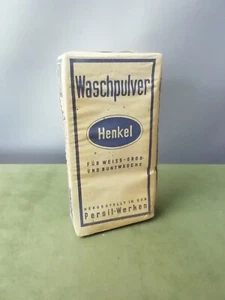 Waschpulver
Henkel
FÜR WEISS-GROB-
UND BUNTWÄSCHE
HERGESTELLT IN DEN
Persil-Werken